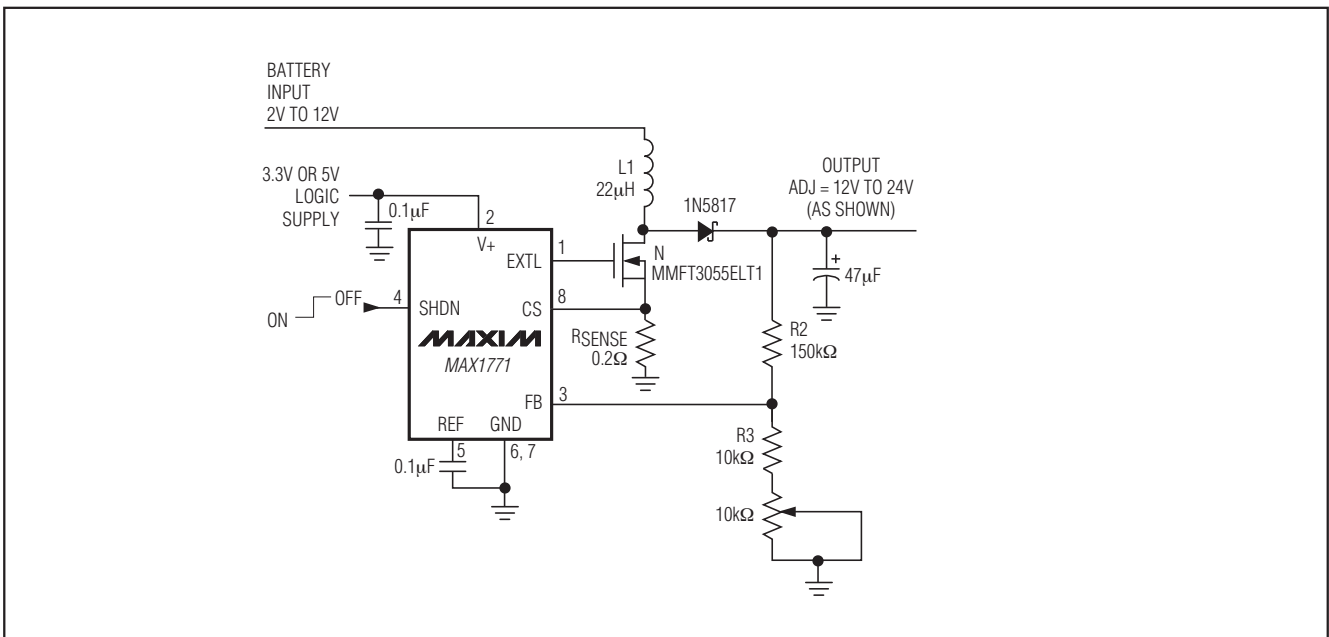 BATTERY
INPUT
2V TO 12V
3.3V OR 5V
LOGIC
SUPPLY
0.1µF
L1
22µH
1N5817
OUTPUT
ADJ = 12V TO 24V
(AS SHOWN)
2
V+
EXTL
1
N
MMFT3055ELT1
+
47µF
ON
OFF
4
SHDN
CS
8
MAXIM
MAX1771
RSENSE
0.2Ω
R2
150kΩ
FB
3
REF
GND
5
6, 7
0.1µF
R3
10kΩ
10kΩ